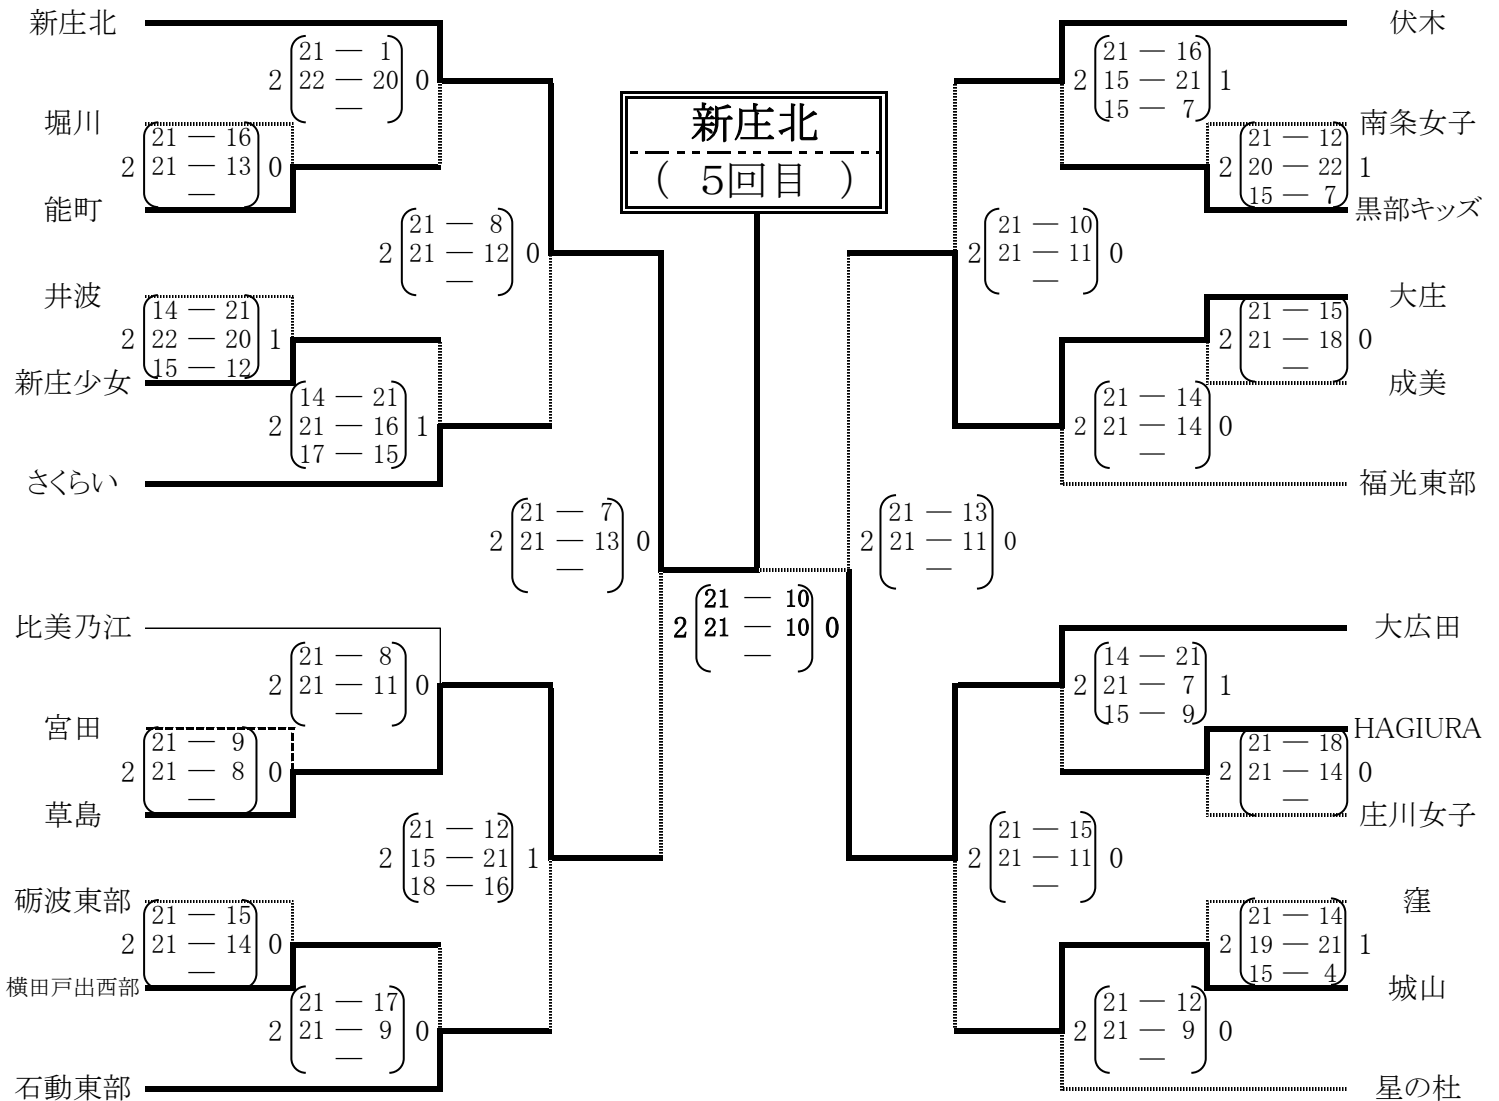 新庄北
21 ― 1
2 22 ― 20 0
―
堀川
21 ― 16
2 21 ― 13 0
―
能町
21 ― 8
2 21 ― 12 0
―
井波
14 ― 21
2 22 ― 20 1
15 ― 12
新庄少女
14 ― 21
2 21 ― 16 1
17 ― 15
さくらい
21 ― 7
2 21 ― 13 0
―
比美乃江
21 ― 8
2 21 ― 11 0
―
宮田
21 ― 9
2 21 ― 8 0
―
草島
21 ― 12
2 15 ― 21 1
18 ― 16
砺波東部
21 ― 15
2 21 ― 14 0
―
横田戸出西部
21 ― 17
2 21 ― 9 0
―
石動東部
新庄北
( 5回目 )
21 ― 10
2 21 ― 10 0
―
伏木
21 ― 16
2 15 ― 21 1
15 ― 7
南条女子
21 ― 12
2 20 ― 22 1
15 ― 7
黒部キッズ
21 ― 10
2 21 ― 11 0
―
大庄
21 ― 15
2 21 ― 18 0
―
成美
21 ― 14
2 21 ― 14 0
―
福光東部
21 ― 13
2 21 ― 11 0
―
大広田
14 ― 21
2 21 ― 7 1
15 ― 9
HAGIURA
21 ― 18
2 21 ― 14 0
―
庄川女子
21 ― 15
2 21 ― 11 0
―
窪
21 ― 14
2 19 ― 21 1
15 ― 4
城山
21 ― 12
2 21 ― 9 0
―
星の杜